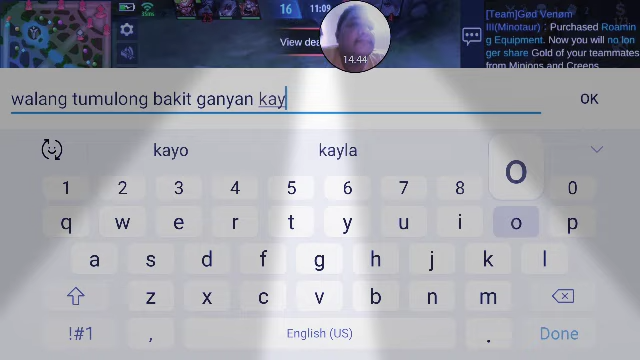 16 11:09
View dea
14:44
[Team]Gød Venøm
III(Minotaur) : Purchased Roamin
g Equipment. Now you will no lon
ger share Gold of your teammates
from Minions and Creeps
walang tumulong bakit ganyan kay
OK
kayo kayla
1 2 3 4 5 6 7 8 o 0
q w e r t y u i o p
a s d f g h j k l
z x c v b n m
!#1 , English (US) . Done